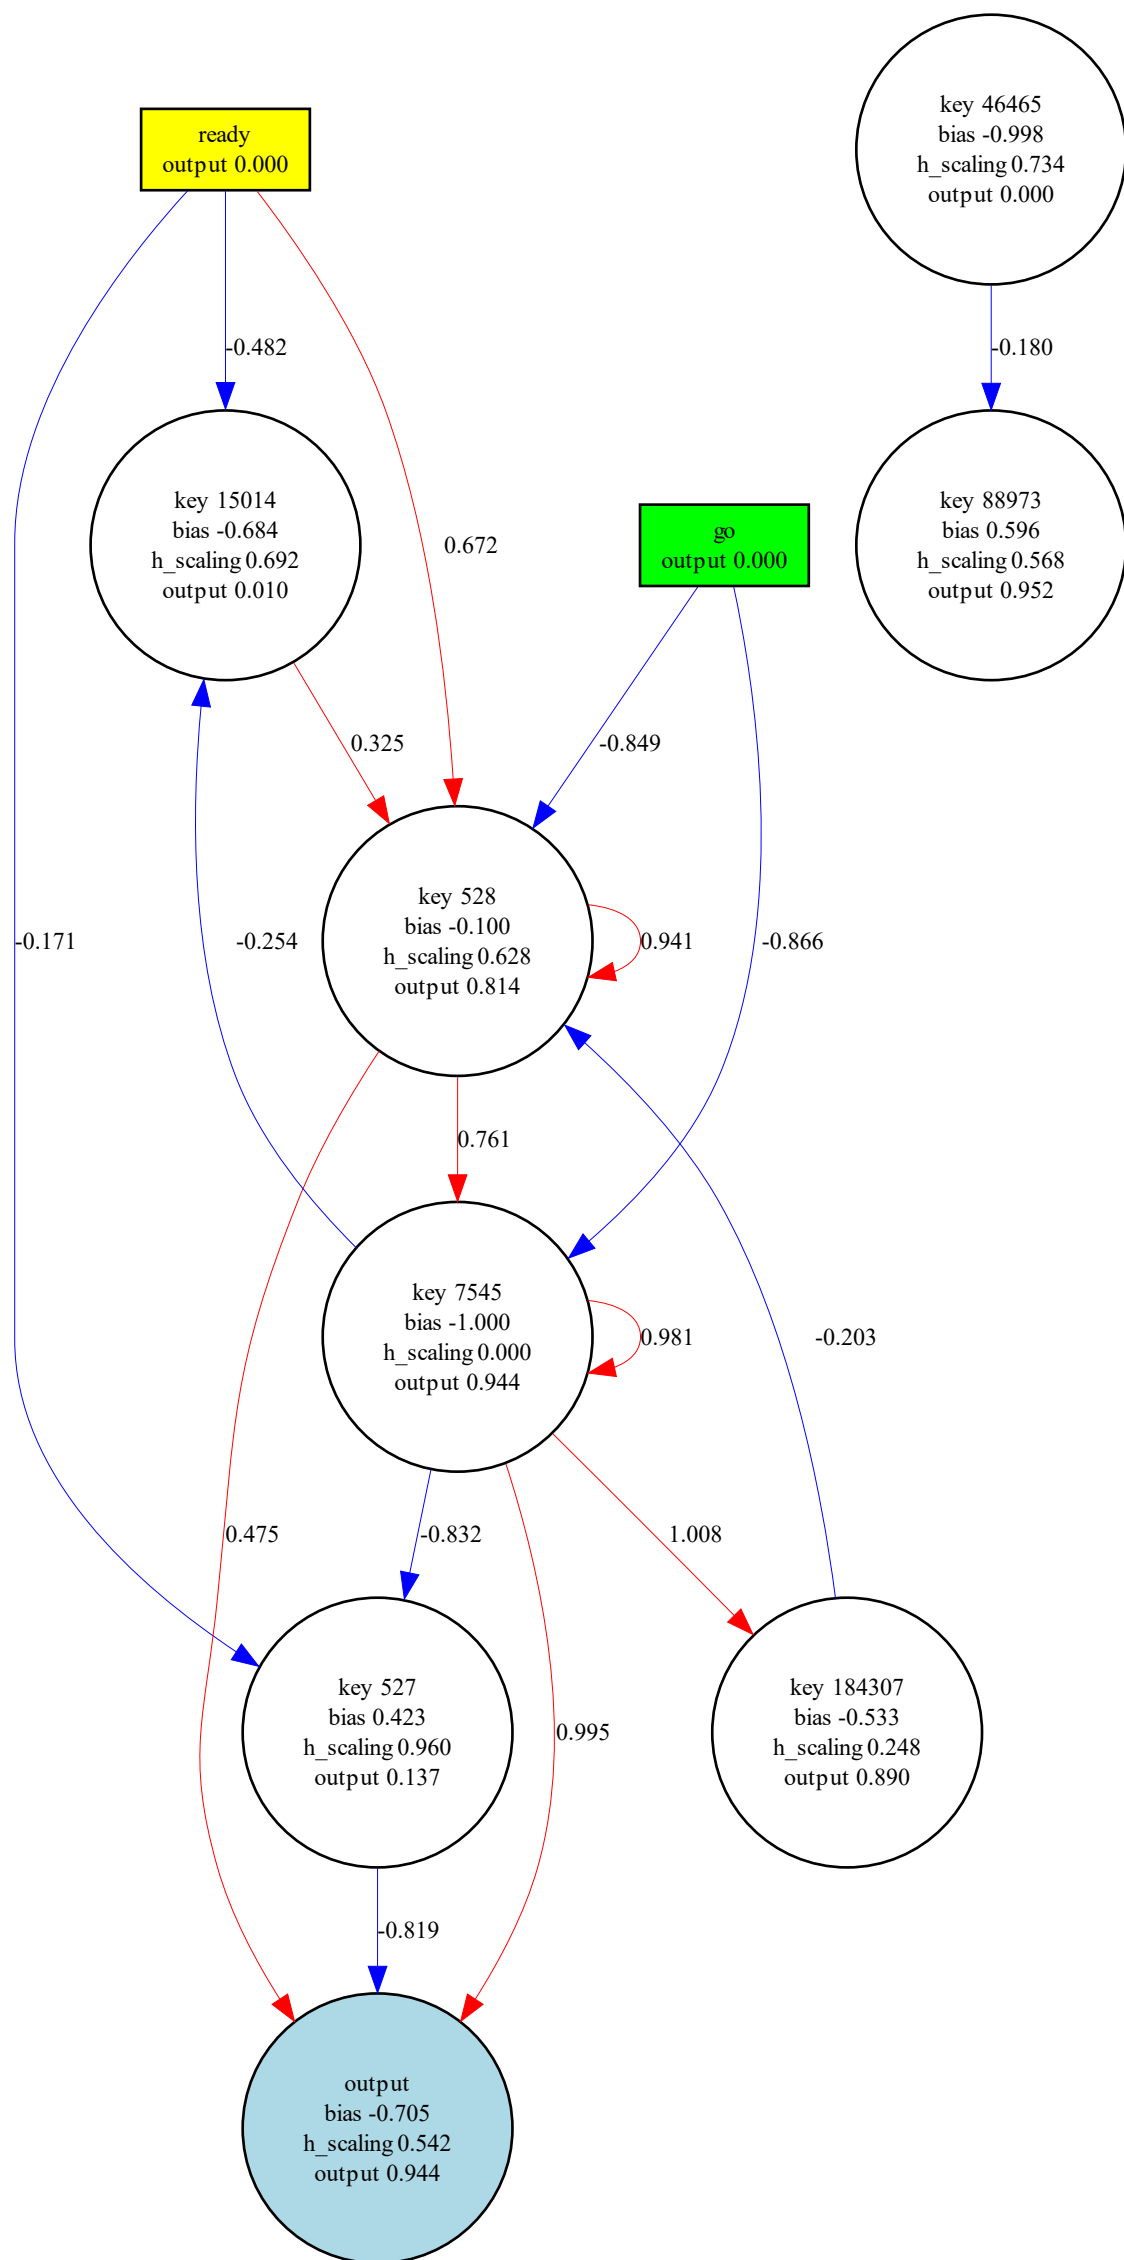 key 46465
bias -0.998
h_scaling 0.734
output 0.000
ready
output 0.000
-0.482
-0.180
key 15014
bias -0.684
h_scaling 0.692
output 0.010
0.672
go
output 0.000
key 88973
bias 0.596
h_scaling 0.568
output 0.952
0.325
-0.849
-0.171
-0.254
key 528
bias -0.100
h_scaling 0.628
output 0.814
0.941
-0.866
0.761
key 7545
bias -1.000
h_scaling 0.000
output 0.944
0.981
-0.203
0.475
-0.832
1.008
key 527
bias 0.423
h_scaling 0.960
output 0.137
0.995
key 184307
bias -0.533
h_scaling 0.248
output 0.890
-0.819
output
bias -0.705
h_scaling 0.542
output 0.944